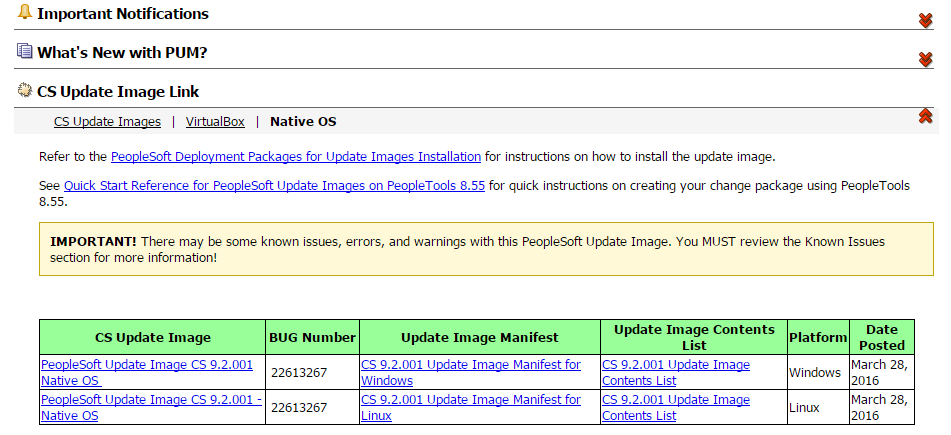 Important Notifications
What's New with PUM?
CS Update Image Link
CS Update Images | VirtualBox | Native OS
Refer to the PeopleSoft Deployment Packages for Update Images Installation for instructions on how to install the update image.
See Quick Start Reference for PeopleSoft Update Images on PeopleTools 8.55 for quick instructions on creating your change package using PeopleTools
8.55.
IMPORTANT! There may be some known issues, errors, and warnings with this PeopleSoft Update Image. You MUST review the Known Issues
section for more information!
CS Update Image BUG Number Update Image Manifest Update Image Contents List Platform Date Posted
PeopleSoft Update Image CS 9.2.001 Native OS 22613267 CS 9.2.001 Update Image Manifest for Windows CS 9.2.001 Update Image Contents List Windows March 28, 2016
PeopleSoft Update Image CS 9.2.001 - Native OS 22613267 CS 9.2.001 Update Image Manifest for Linux CS 9.2.001 Update Image Contents List Linux March 28, 2016